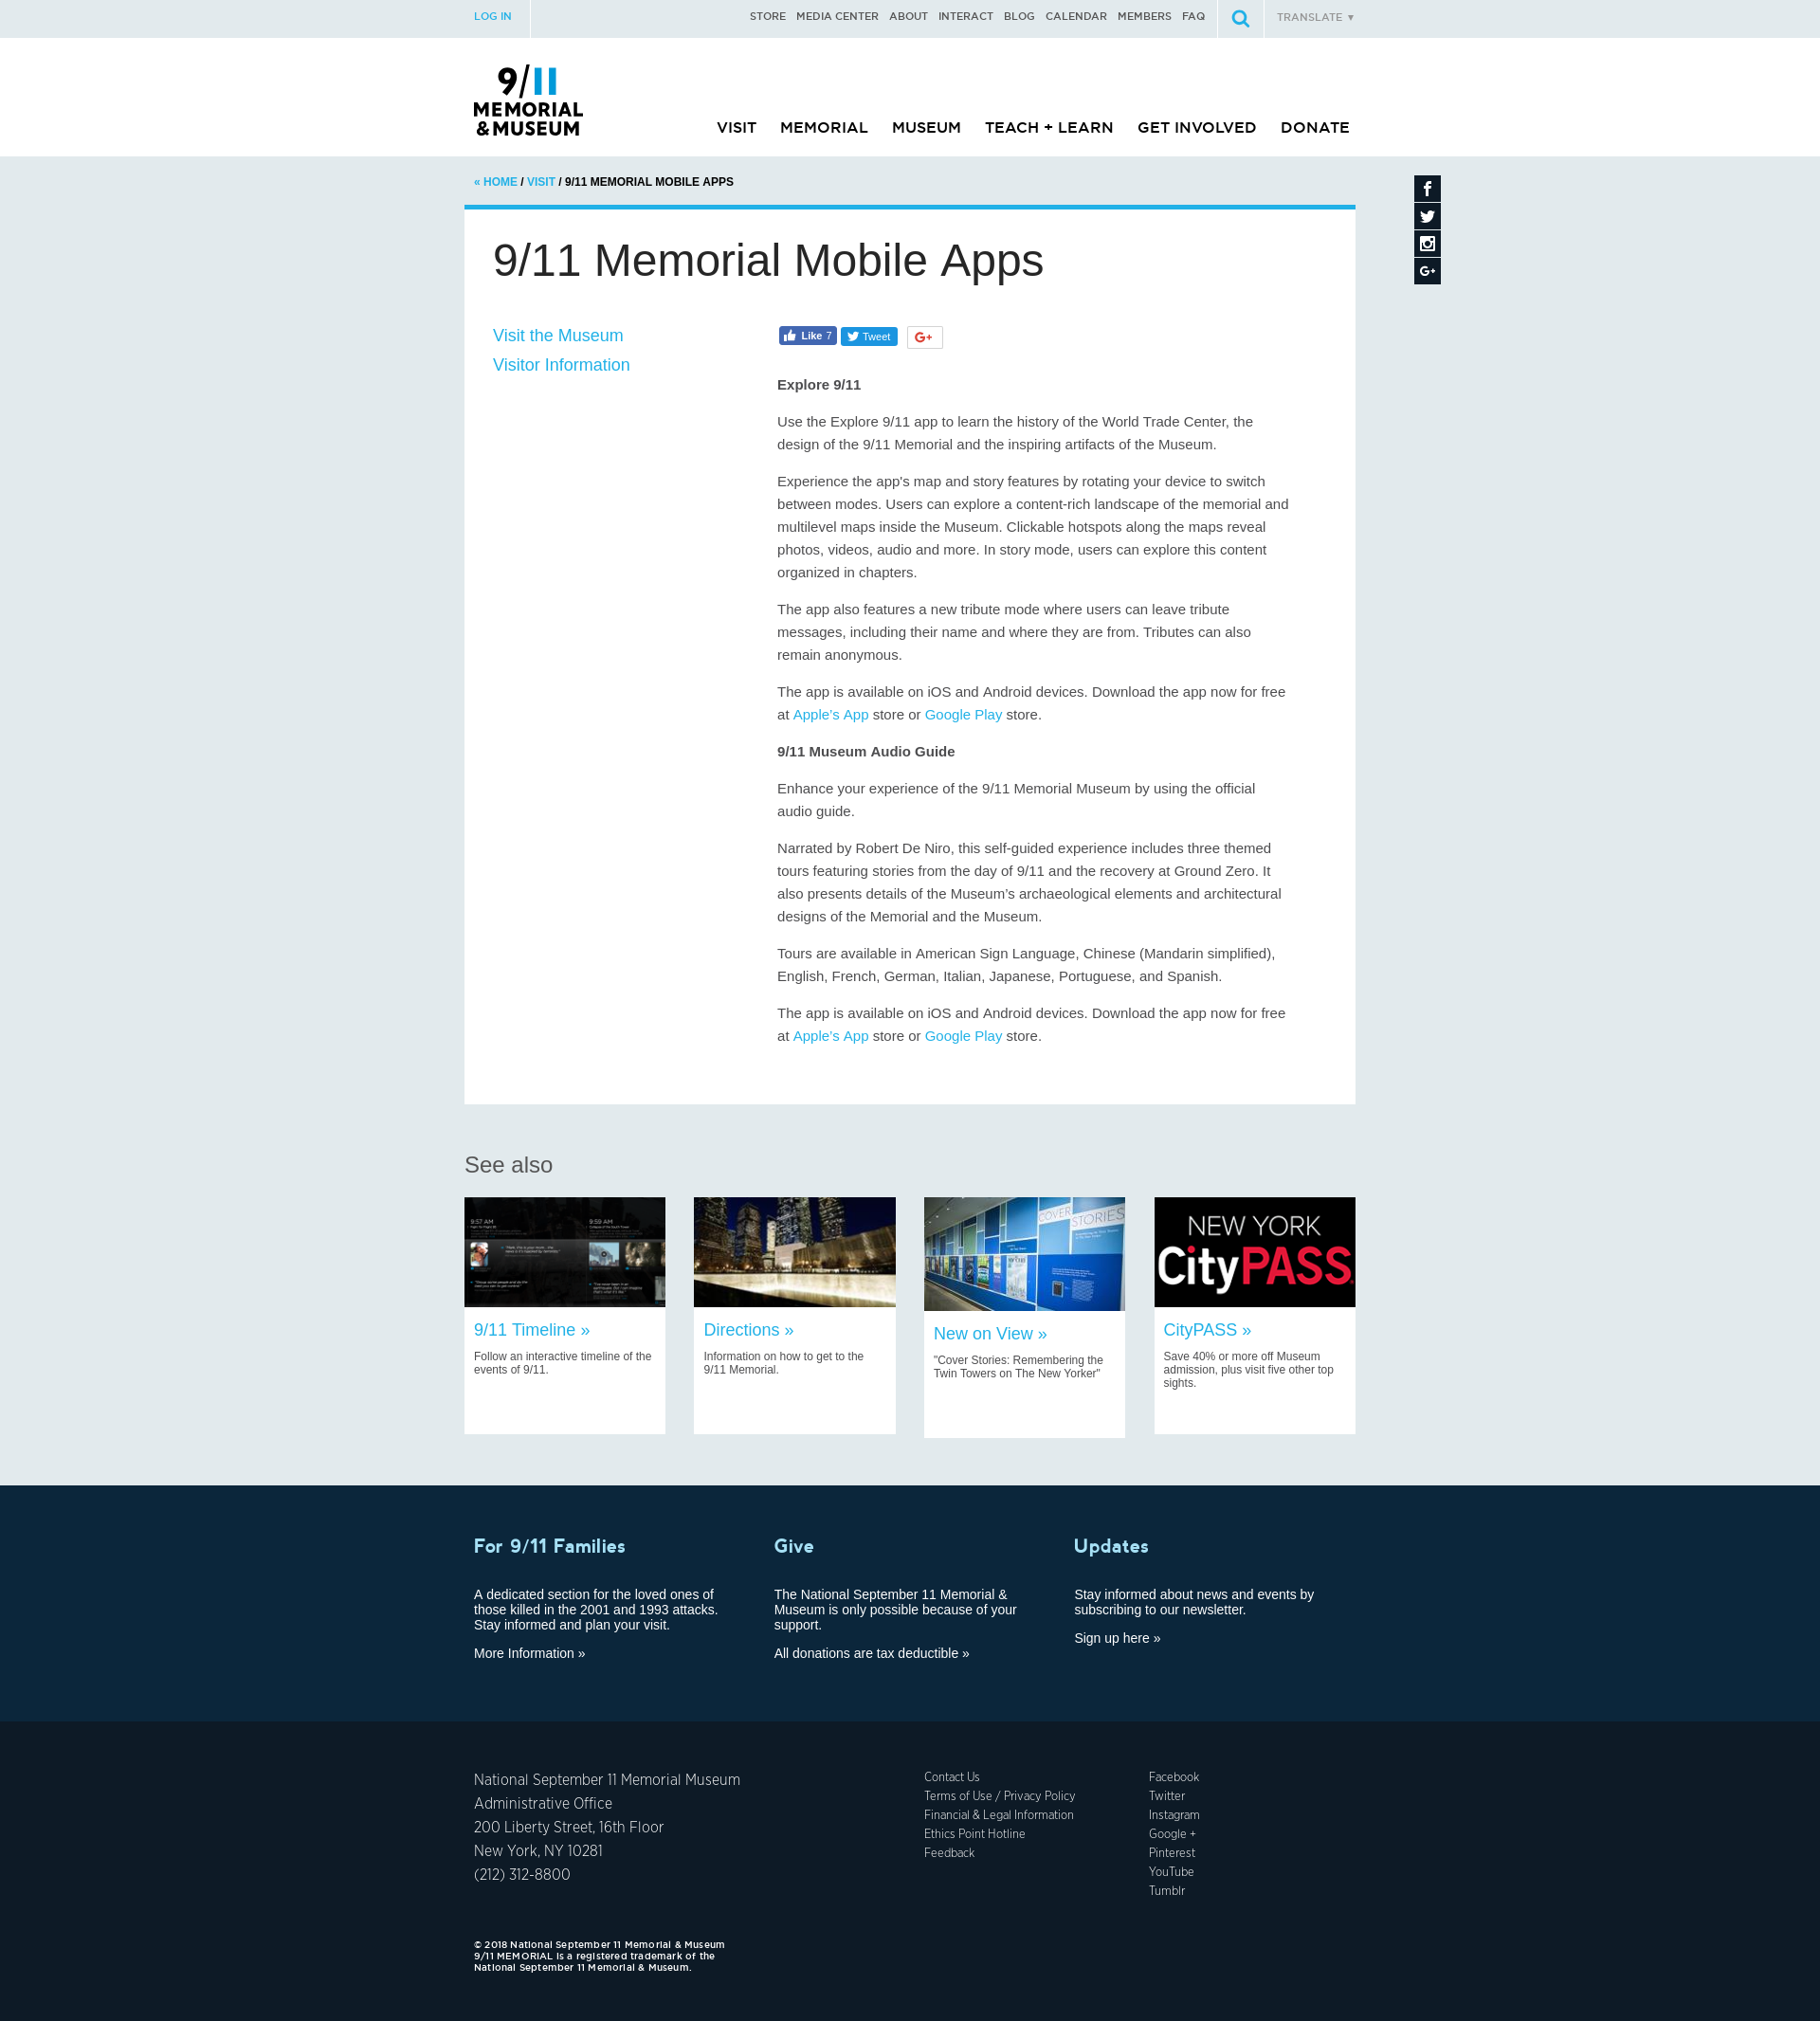 LOG IN
STORE MEDIA CENTER ABOUT INTERACT BLOG CALENDAR MEMBERS FAQ
TRANSLATE ▼
9/11
MEMORIAL
&MUSEUM
VISIT MEMORIAL MUSEUM TEACH + LEARN GET INVOLVED DONATE
« HOME / VISIT / 9/11 MEMORIAL MOBILE APPS
9/11 Memorial Mobile Apps
Visit the Museum
Visitor Information
Like 7
Tweet
G+
Explore 9/11
Use the Explore 9/11 app to learn the history of the World Trade Center, the
design of the 9/11 Memorial and the inspiring artifacts of the Museum.
Experience the app's map and story features by rotating your device to switch
between modes. Users can explore a content-rich landscape of the memorial and
multilevel maps inside the Museum. Clickable hotspots along the maps reveal
photos, videos, audio and more. In story mode, users can explore this content
organized in chapters.
The app also features a new tribute mode where users can leave tribute
messages, including their name and where they are from. Tributes can also
remain anonymous.
The app is available on iOS and Android devices. Download the app now for free
at Apple's App store or Google Play store.
9/11 Museum Audio Guide
Enhance your experience of the 9/11 Memorial Museum by using the official
audio guide.
Narrated by Robert De Niro, this self-guided experience includes three themed
tours featuring stories from the day of 9/11 and the recovery at Ground Zero. It
also presents details of the Museum's archaeological elements and architectural
designs of the Memorial and the Museum.
Tours are available in American Sign Language, Chinese (Mandarin simplified),
English, French, German, Italian, Japanese, Portuguese, and Spanish.
The app is available on iOS and Android devices. Download the app now for free
at Apple's App store or Google Play store.
See also
9:57 AM
9:59 AM
COVER STORIES
NEW YORK
CityPASS
9/11 Timeline »
Follow an interactive timeline of the
events of 9/11.
Directions »
Information on how to get to the
9/11 Memorial.
New on View »
"Cover Stories: Remembering the
Twin Towers on The New Yorker"
CityPASS »
Save 40% or more off Museum
admission, plus visit five other top
sights.
For 9/11 Families
A dedicated section for the loved ones of
those killed in the 2001 and 1993 attacks.
Stay informed and plan your visit.
More Information »
Give
The National September 11 Memorial &
Museum is only possible because of your
support.
All donations are tax deductible »
Updates
Stay informed about news and events by
subscribing to our newsletter.
Sign up here »
National September 11 Memorial Museum
Administrative Office
200 Liberty Street, 16th Floor
New York, NY 10281
(212) 312-8800
Contact Us
Terms of Use / Privacy Policy
Financial & Legal Information
Ethics Point Hotline
Feedback
Facebook
Twitter
Instagram
Google +
Pinterest
YouTube
Tumblr
© 2018 National September 11 Memorial & Museum
9/11 MEMORIAL is a registered trademark of the
National September 11 Memorial & Museum.